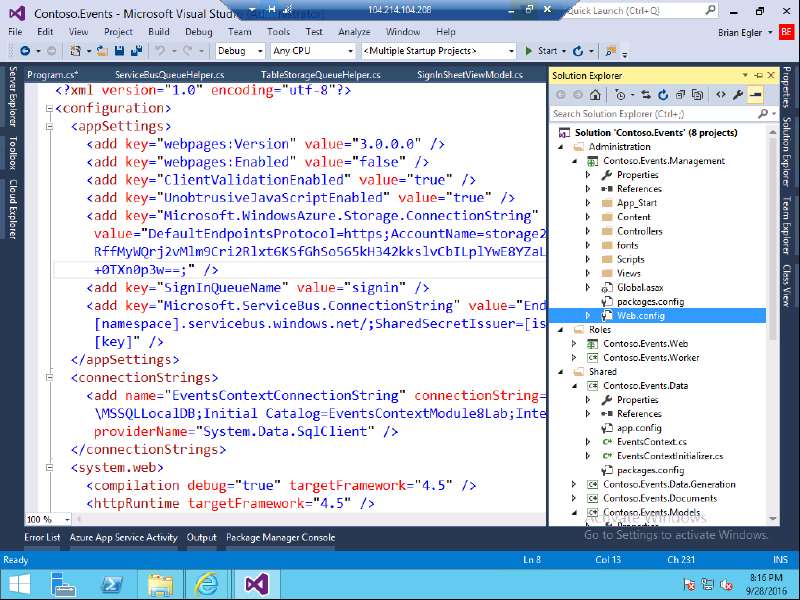 Contoso.Events - Microsoft Visual Stu
104.214.104.208
Quick Launch (Ctrl+Q)
File Edit View Project Build Debug Team Tools Test Analyze Window Help
Brian Egler
BE
Debug Any CPU <Multiple Startup Projects> Start
Program.cs* ServiceBusQueueHelper.cs TableStorageQueueHelper.cs SignInSheetViewModel.cs
Server Explorer
Toolbox
Cloud Explorer
<?xml version="1.0" encoding="utf-8"?>
<configuration>
<appSettings>
<add key="webpages:Version" value="3.0.0.0" />
<add key="webpages:Enabled" value="false" />
<add key="ClientValidationEnabled" value="true" />
<add key="UnobtrusiveJavaScriptEnabled" value="true" />
<add key="Microsoft.WindowsAzure.Storage.ConnectionString"
value="DefaultEndpointsProtocol=https;AccountName=storage2
RffMyWQrj2vMlm9Cri2Rlxt6KSfGhSo565kH342kkslvCbILplYwE8YZaL
+0TXn0p3w==;" />
<add key="SignInQueueName" value="signin" />
<add key="Microsoft.ServiceBus.ConnectionString" value="End
[namespace].servicebus.windows.net/;SharedSecretIssuer=[is
[key]" />
</appSettings>
<connectionStrings>
<add name="EventsContextConnectionString" connectionString=
\MSSQLLocalDB;Initial Catalog=EventsContextModule8Lab;Inte
providerName="System.Data.SqlClient" />
</connectionStrings>
<system.web>
<compilation debug="true" targetFramework="4.5" />
<httpRuntime targetFramework="4.5" />
100 %
Solution Explorer
Search Solution Explorer (Ctrl+;)
Solution 'Contoso.Events' (8 projects)
Administration
Contoso.Events.Management
Properties
References
App_Start
Content
Controllers
fonts
Scripts
Views
Global.asax
packages.config
Web.config
Roles
Contoso.Events.Web
Contoso.Events.Worker
Shared
Contoso.Events.Data
Properties
References
app.config
EventsContext.cs
EventsContextInitializer.cs
packages.config
Contoso.Events.Data.Generation
Contoso.Events.Documents
Contoso.Events.Models
Properties
Activate Windows
Go to Settings to activate Windows.
Properties
Solution Explorer
Team Explorer
Class View
Error List Azure App Service Activity Output Package Manager Console
Ready Ln 8 Col 13 Ch 231 INS
8:16 PM
9/28/2016